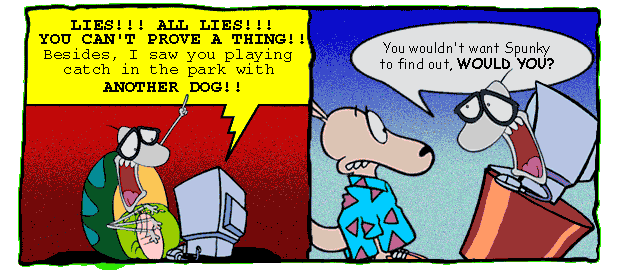 LIES!!! ALL LIES!!!
YOU CAN'T PROVE A THING!!
Besides, I saw you playing
catch in the park with
ANOTHER DOG!!
You wouldn't want Spunky
to find out, WOULD YOU?